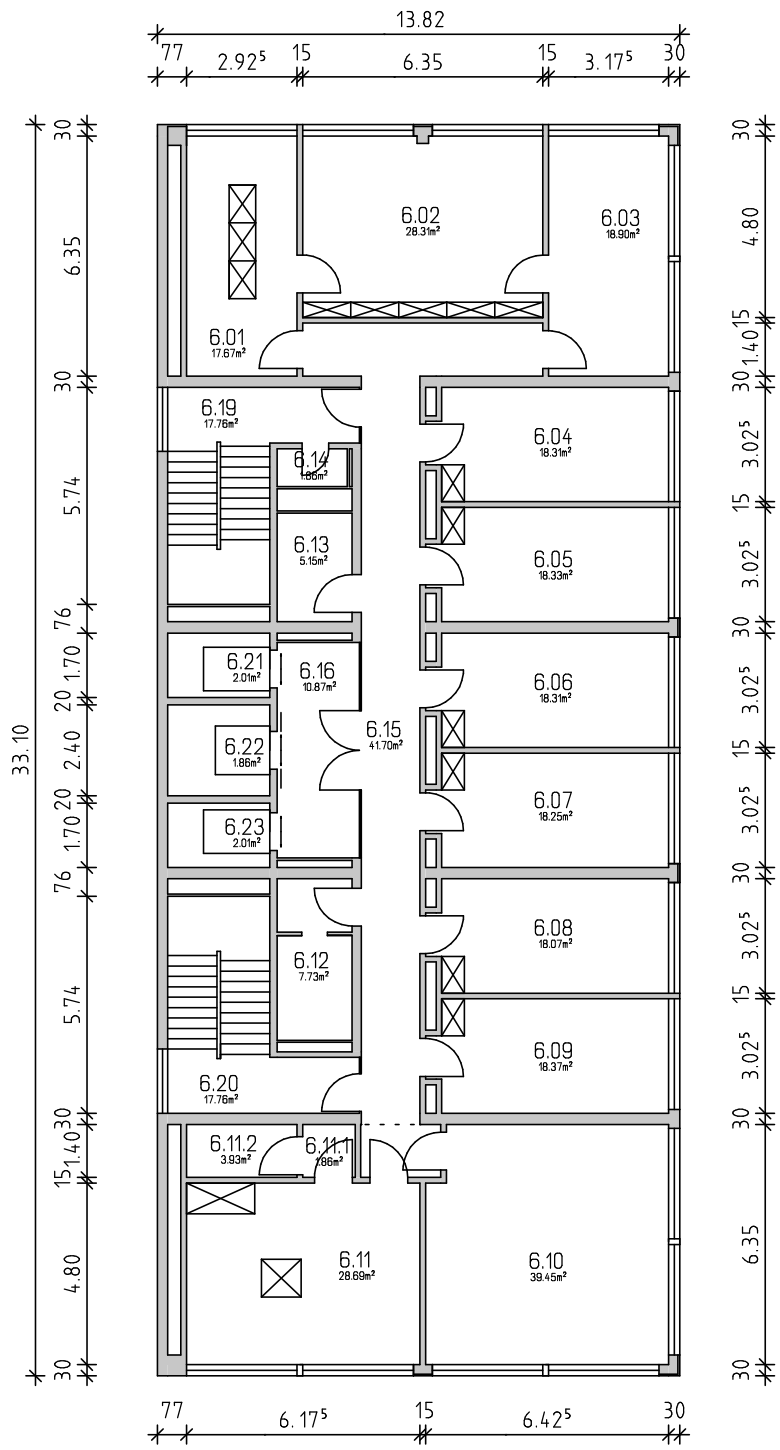 13.82
77 15 15 30
2.92⁵ 6.35 3.17⁵
30
6.35
30
5.74
76
1.70
20
2.40
20
1.70
76
5.74
30
1.40
15
4.80
30
33.10
6.02
28.31m²
6.03
18.90m²
6.01
17.67m²
6.19
17.76m²
6.04
18.31m²
6.14
1.86m²
6.13
5.15m²
6.05
18.33m²
6.21
2.01m²
6.16
10.87m²
6.06
18.31m²
6.15
41.70m²
6.22
1.86m²
6.07
18.25m²
6.23
2.01m²
6.08
18.07m²
6.12
7.73m²
6.09
18.37m²
6.20
17.76m²
6.11.2
3.93m²
6.11.1
1.86m²
6.11
28.69m²
6.10
39.45m²
30
4.80
15
1.40
30
3.02⁵
15
3.02⁵
30
3.02⁵
15
3.02⁵
30
3.02⁵
15
3.02⁵
30
6.35
30
77 15 30
6.17⁵ 6.42⁵